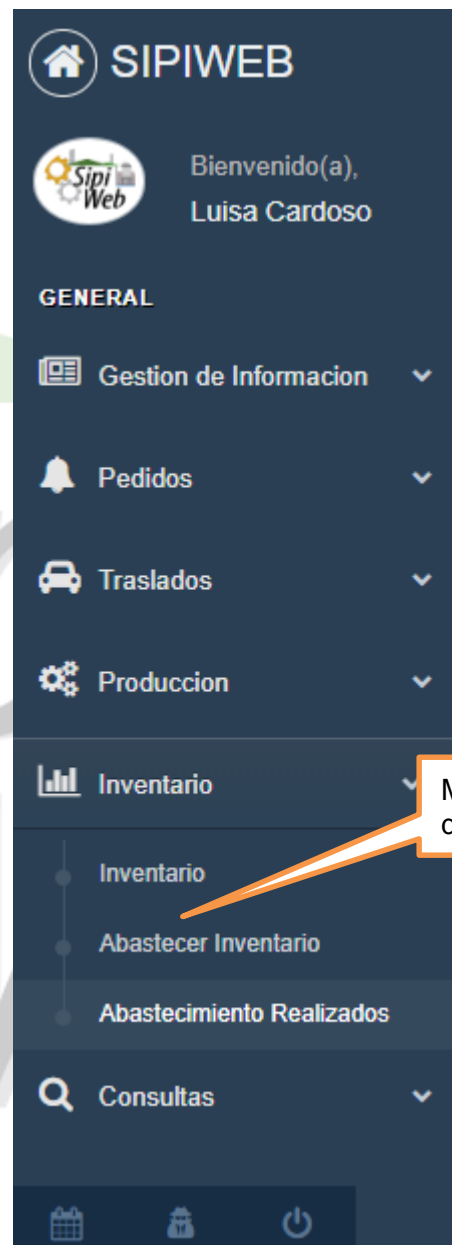 SIPIWEB
Sipi
Web
Bienvenido(a),
Luisa Cardoso
GENERAL
Gestion de Informacion
Pedidos
Traslados
Produccion
Inventario
Inventario
Abastecer Inventario
Abastecimiento Realizados
Consultas